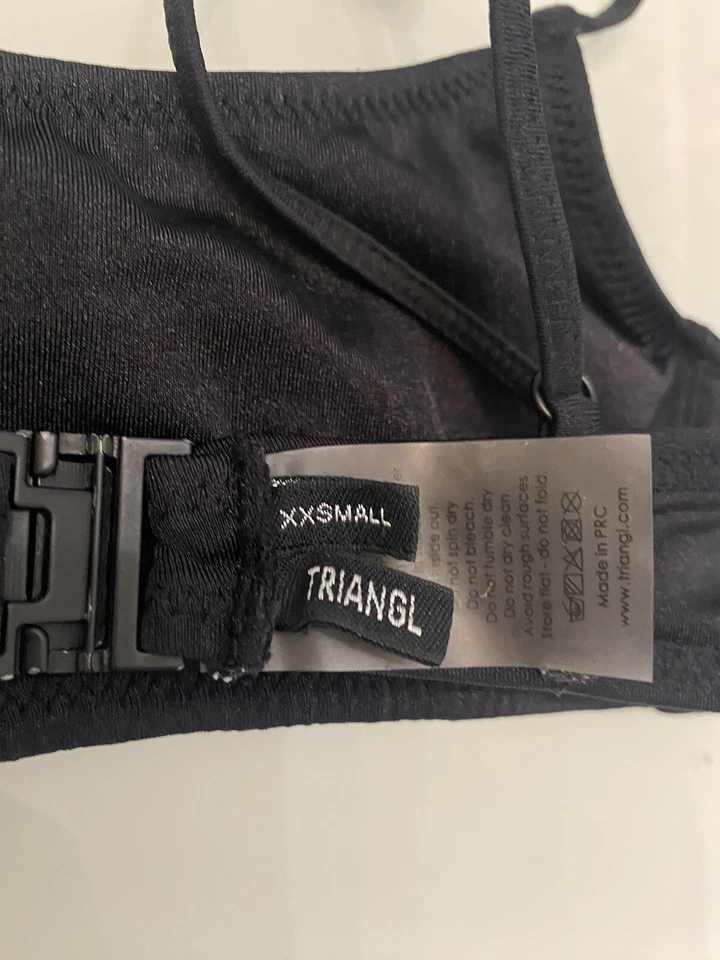 XXSMALL
TRIANGL
side out.
not spin dry
Do not bleach.
Do not tumble dry
Do not dry clean
Avoid rough surfaces
Store flat - do not fold.
Made in PRC
www.triangl.com